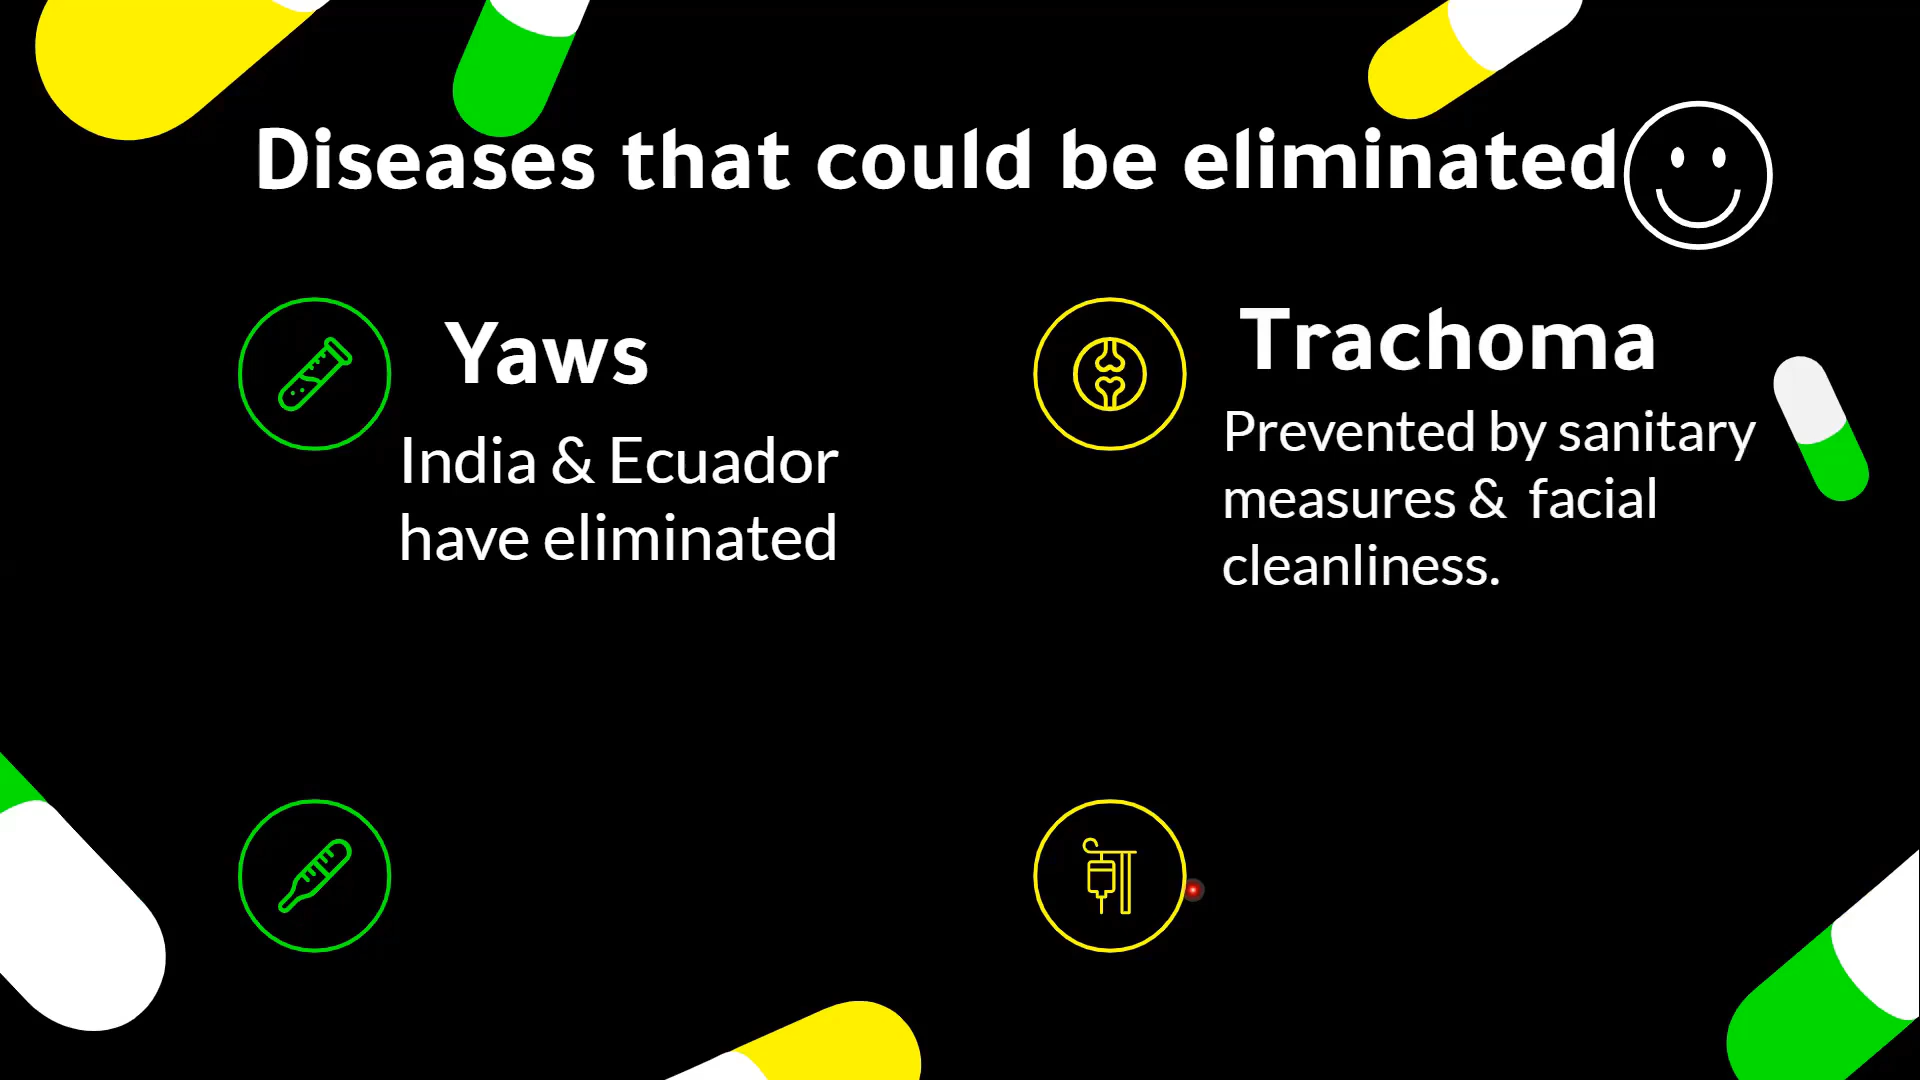 Diseases that could be eliminated
Yaws
India & Ecuador
have eliminated
Trachoma
Prevented by sanitary
measures & facial
cleanliness.